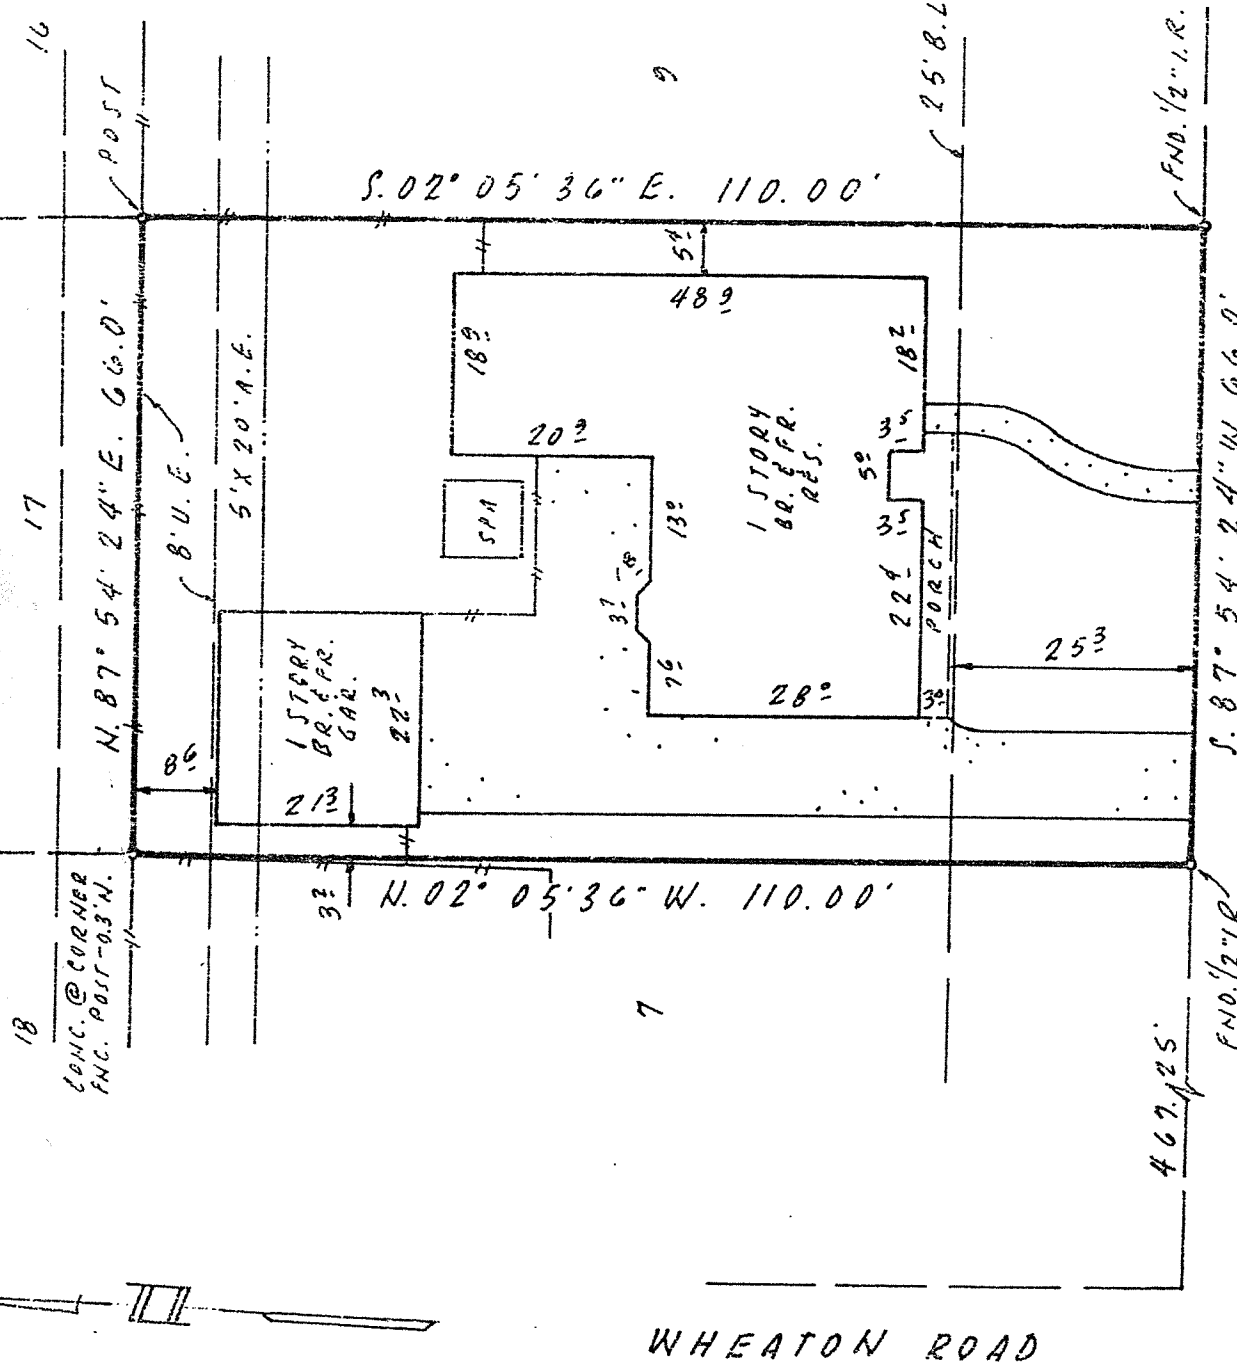 16
POST
9
25' B.L
FND. 1/2" I.R.
S. 02° 05' 36" E. 110.00'
N. 87° 54' 24" E. 66.0'
17
8' U.E.
5' X 20' A.E.
5 4
48 9
18 9
18 2
20 9
SPA
1 STORY
BR. & FR.
RES.
3 5
5 0
3 5
13 0
3 7
7 6
22 4
PORCH
28 0
3 0
25 3
S. 87° 54' 24" W. 66.0'
1 STORY
BR. & FR.
GAR.
22 3
21 3
8 6
3 2
N. 02° 05' 36" W. 110.00'
CONC. @ CORNER
FNC. POST-0.3'N.
18
7
FND. 1/2" I.R.
467.25'
WHEATON ROAD